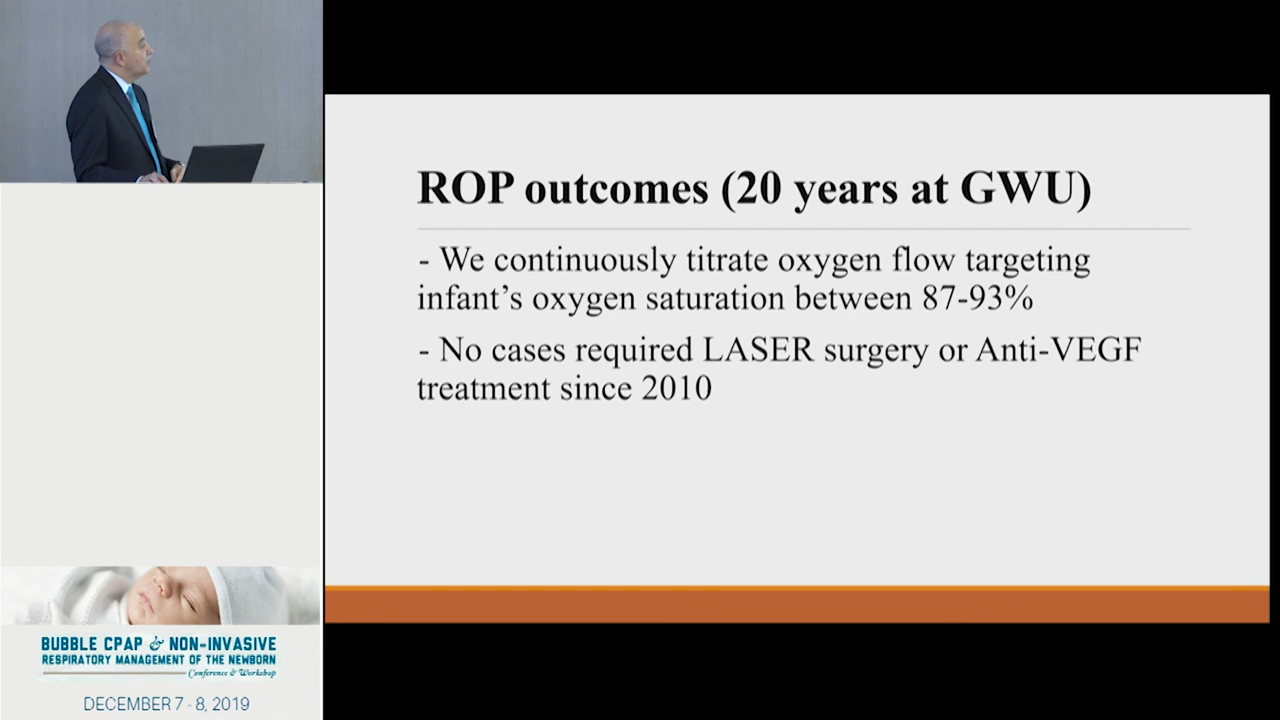 ROP outcomes (20 years at GWU)
- We continuously titrate oxygen flow targeting
infant’s oxygen saturation between 87-93%
- No cases required LASER surgery or Anti-VEGF
treatment since 2010
BUBBLE CPAP & NON-INVASIVE
RESPIRATORY MANAGEMENT OF THE NEWBORN
Conference & Workshop
DECEMBER 7 - 8, 2019